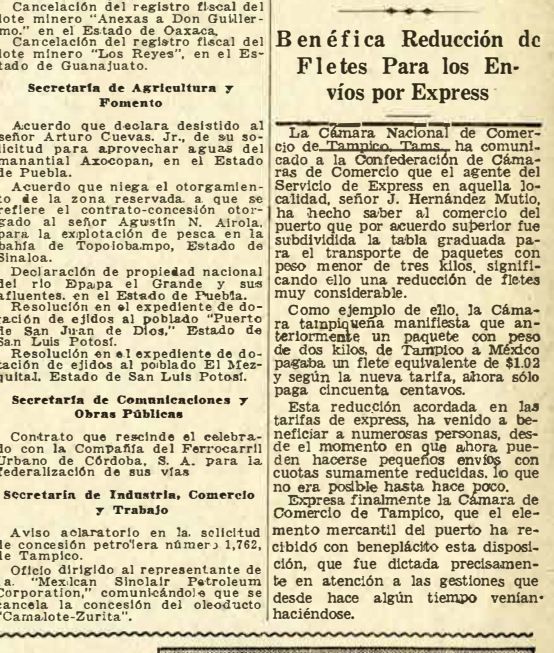 Cancelación del registro fiscal del
lote minero "Anexas a Don Guiller-
mo." en el Estado de Oaxaca.
Cancelación del registro fiscal del
lote minero "Los Reyes", en el Es-
tado de Guanajuato.
Secretaría de Agricultura y
Fomento
Acuerdo que declara desistido al
señor Arturo Cuevas. Jr., de su so-
licitud para aprovechar aguas del
manantial Axocopan, en el Estado
de Puebla.
Acuerdo que niega el otorgamien-
to de la zona reservada a que se
refiere el contrato-concesión otor-
gado al señor Agustín N. Airola,
para la explotación de pesca en la
bahía de Topolobampo, Estado de
Sinaloa.
Declaración de propiedad nacional
del río Epapa el Grande y sus
afluentes. en el Estado de Puebla.
Resolución en el expediente de do-
tación de ejidos al poblado "Puerto
de San Juan de Dios," Estado de
San Luis Potosí.
Resolución en el expediente de do-
tación de ejidos al poblado El Mez-
quital, Estado de San Luis Potosí.
Secretaría de Comunicaciones y
Obras Públicas
Contrato que rescinde el celebra-
do con la Compañía del Ferrocarril
Urbano de Córdoba, S. A. para la
federalización de sus vías
Secretaría de Industria, Comercio
y Trabajo
Aviso aclaratorio en la solicitud
de concesión petrolera número 1,762,
de Tampico.
Oficio dirigido al representante de
la "Mexican Sinclair Petroleum
Corporation," comunicándole que se
cancela la concesión del oleoducto
"Camalote-Zurita".
Benéfica Reducción de
Fletes Para los En-
víos por Express
La Cámara Nacional de Comer-
cio de Tampico, Tams, ha comuni-
cado a la Confederación de Cáma-
ras de Comercio que el agente del
Servicio de Express en aquella lo-
calidad, señor J. Hernández Mutio,
ha hecho saber al comercio del
puerto que por acuerdo superior fue
subdividida la tabla graduada pa-
ra el transporte de paquetes con
peso menor de tres kilos, signifi-
cando ello una reducción de fletes
muy considerable.
Como ejemplo de ello, la Cáma-
ra tampiqueña manifiesta que an-
teriormente un paquete con peso
de dos kilos, de Tampico a México
pagaba un flete equivalente de $1.02
y según la nueva tarifa, ahora sólo
paga cincuenta centavos.
Esta reducción acordada en las
tarifas de express, ha venido a be-
neficiar a numerosas personas, des-
de el momento en que ahora pue-
den hacerse pequeños envíos con
cuotas sumamente reducidas. lo que
no era posible hasta hace poco.
Expresa finalmente la Cámara de
Comercio de Tampico, que el ele-
mento mercantil del puerto ha re-
cibido con beneplácito esta disposi-
ción, que fue dictada precisamen-
te en atención a las gestiones que
desde hace algún tiempo venían
haciéndose.